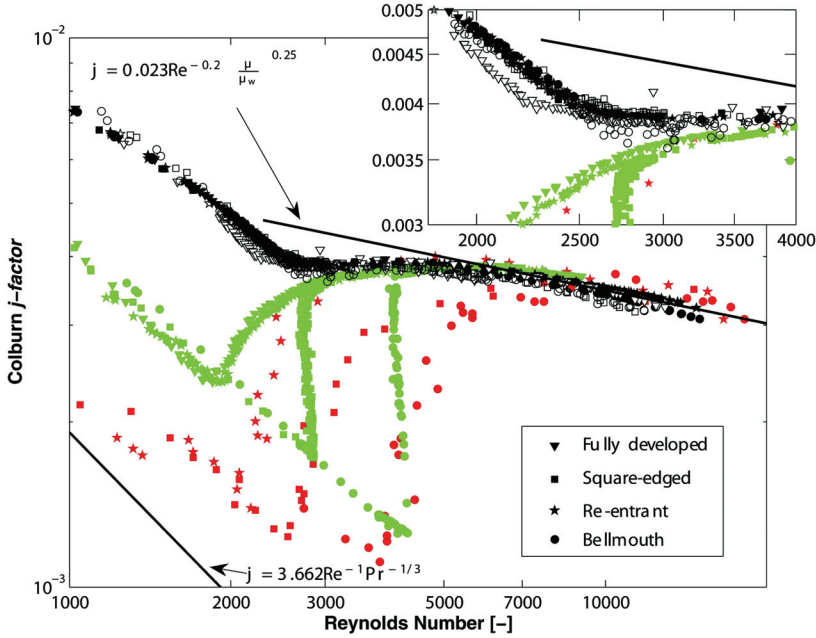 0.005
0.0045
0.004
0.0035
0.003
2000 2500 3000 3500 4000
10⁻²
j = 0.023Re⁻⁰·² μ/μw 0.25
Colburn j-factor
Fully developed
Square-edged
Re-entrant
Bellmouth
j = 3.662Re⁻¹Pr⁻¹/³
10⁻³
1000 2000 3000 5000 7000 10000
Reynolds Number [–]